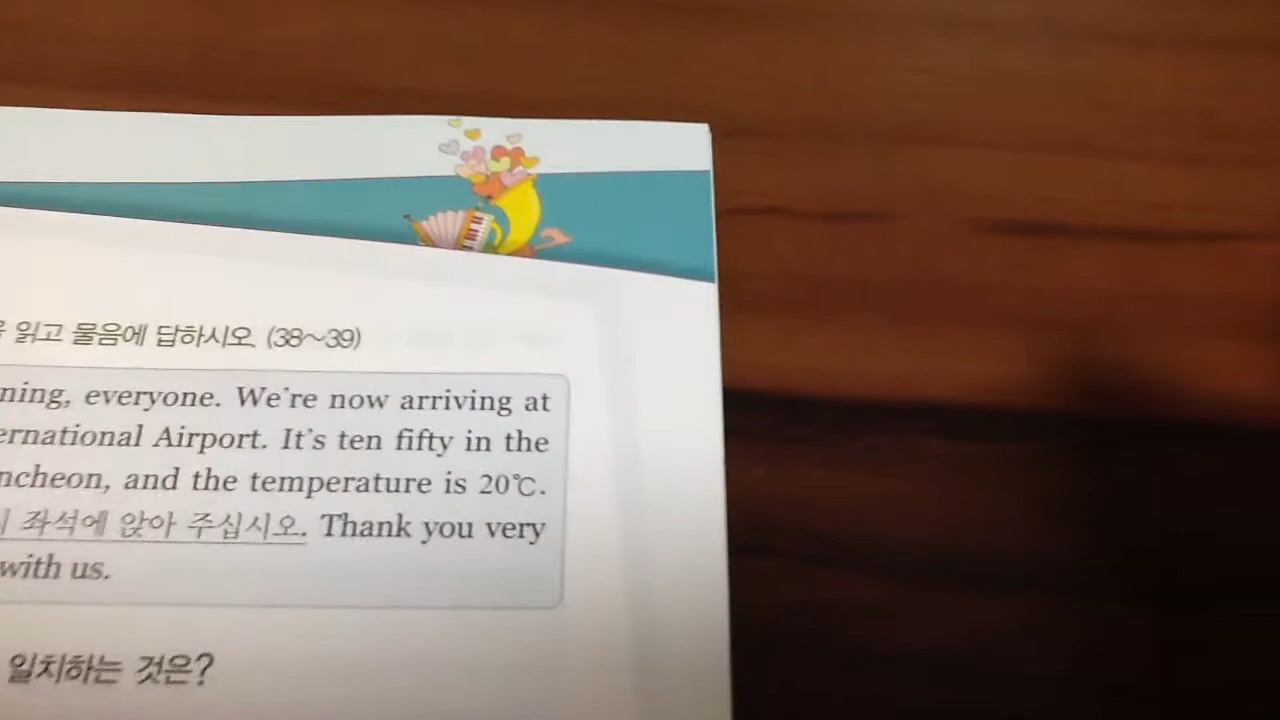 읽고 물음에 답하시오. (38~39)
ning, everyone. We're now arriving at
ernational Airport. It's ten fifty in the
ncheon, and the temperature is 20℃.
좌석에 앉아 주십시오. Thank you very
with us.
일치하는 것은?